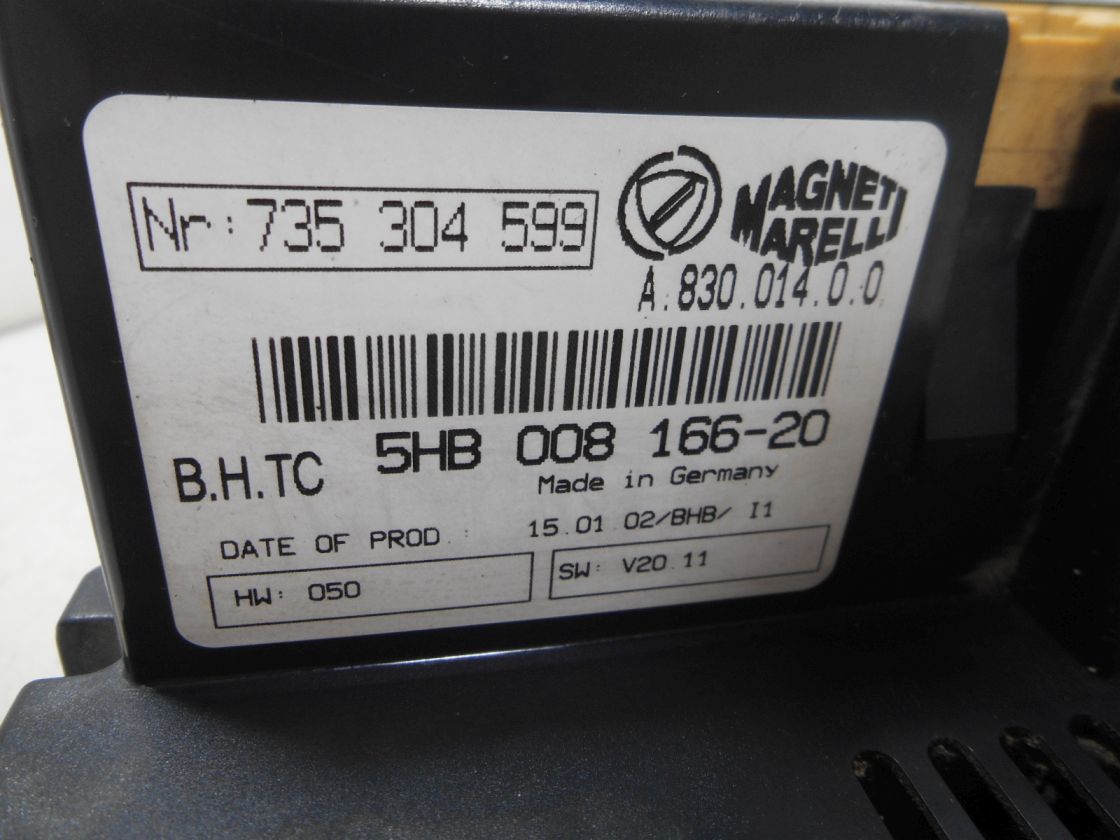 Nr: 735 304 599
MAGNETI
MARELLI
A.830.014.0.0
5HB 008 166-20
B.H.TC
Made in Germany
DATE OF PROD.: 15.01.02/BHB/ I1
HW: 050
SW: V20.11